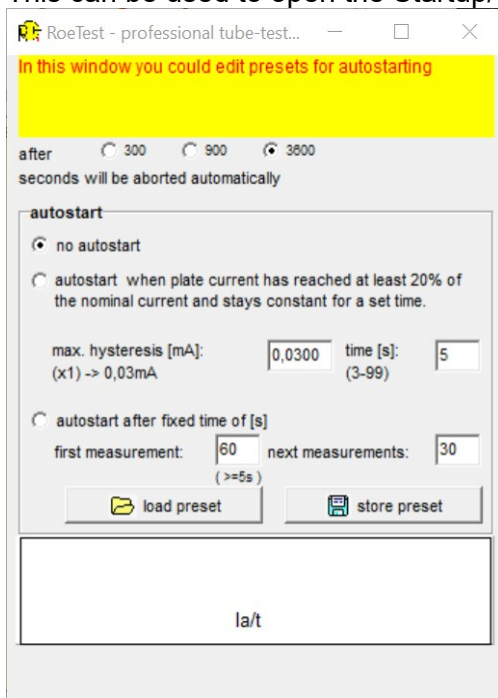 This can be used to open the Startup/
RoeTest - professional tube-test...
In this window you could edit presets for autostarting
after 300 900 3600
seconds will be aborted automatically
autostart
no autostart
autostart when plate current has reached at least 20% of
the nominal current and stays constant for a set time.
max. hysteresis [mA]: 0,0300 time [s]: 5
(x1) -> 0,03mA (3-99)
autostart after fixed time of [s]
first measurement: 60 next measurements: 30
( >=5s )
load preset store preset
Ia/t